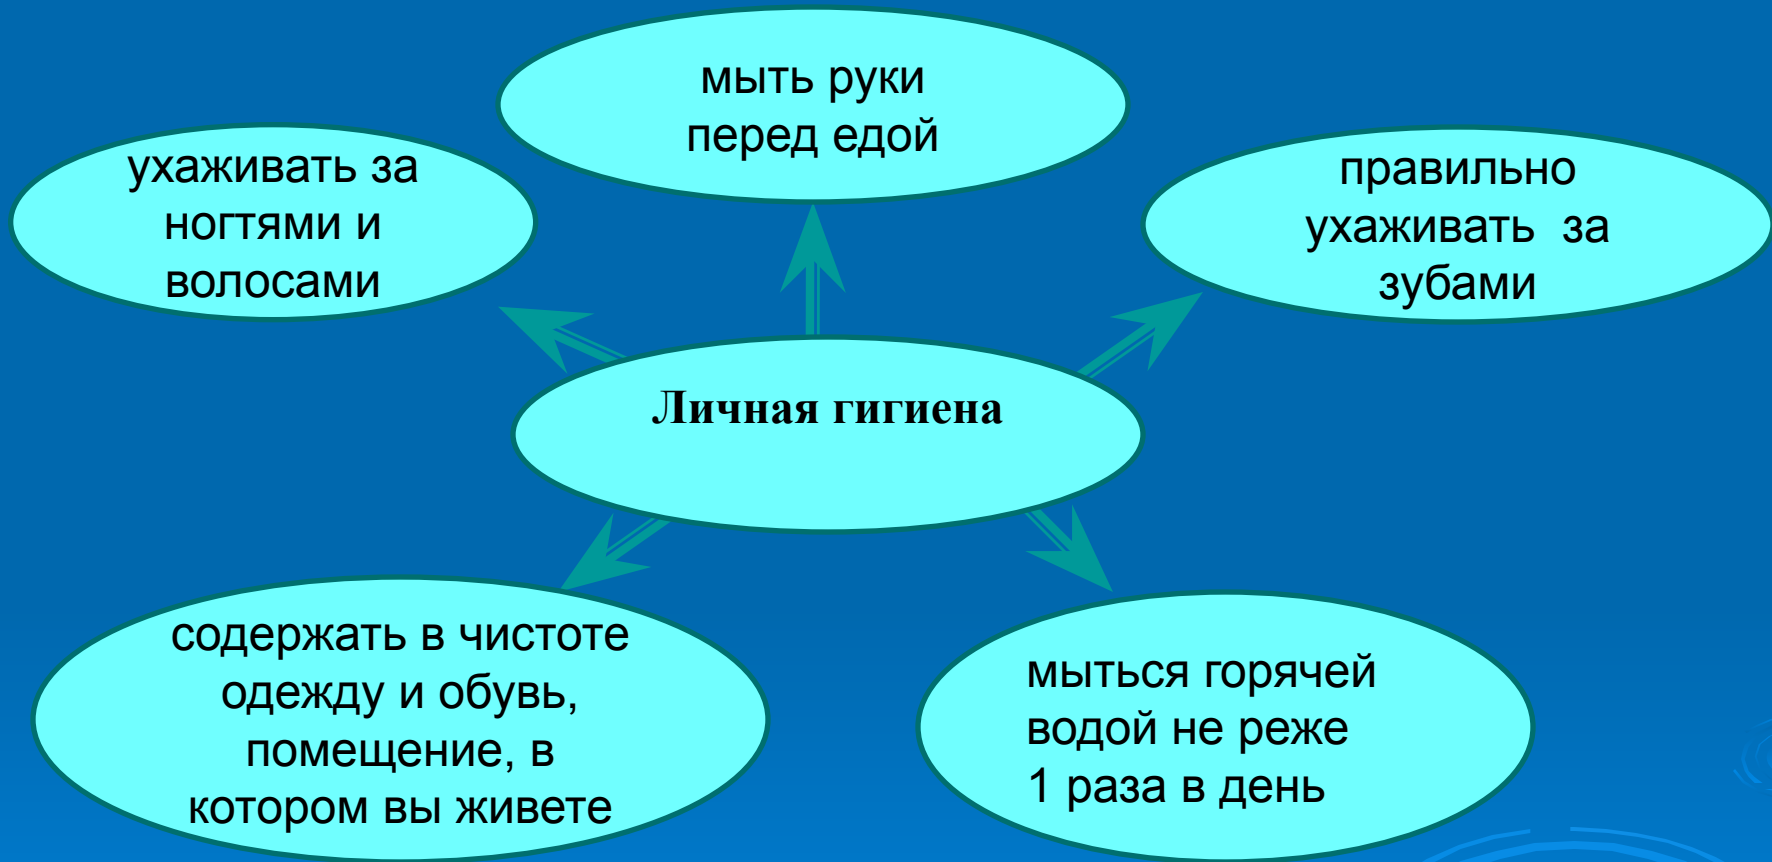 мыть руки
перед едой
ухаживать за
ногтями и
волосами
правильно
ухаживать за
зубами
Личная гигиена
содержать в чистоте
одежду и обувь,
помещение, в
котором вы живете
мыться горячей
водой не реже
1 раза в день